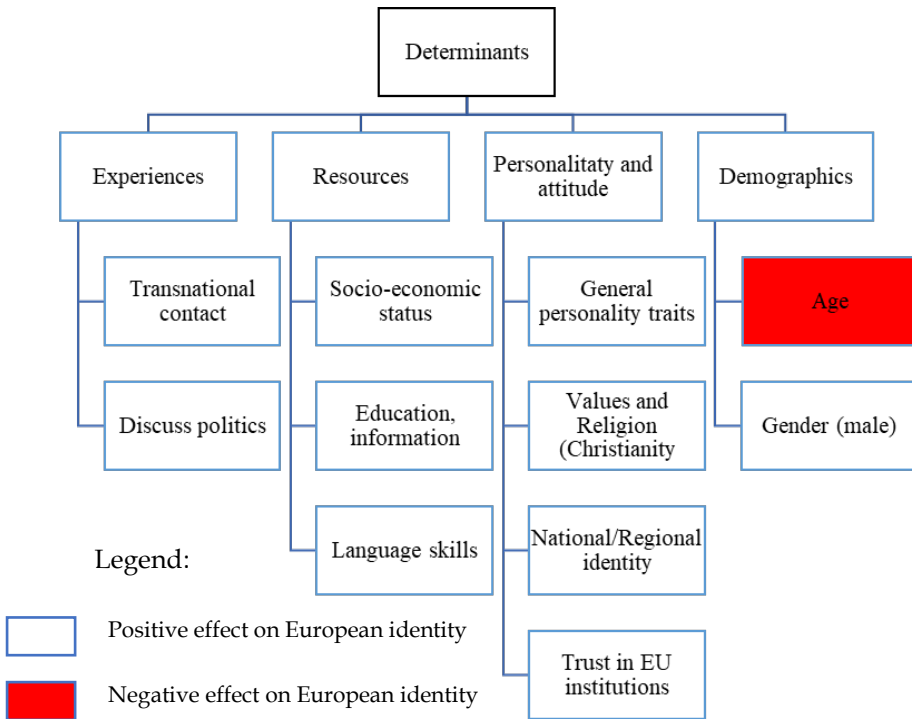 Determinants
Experiences
Resources
Personalitaty and
attitude
Demographics
Transnational
contact
Socio-economic
status
General
personality traits
Age
Discuss politics
Education,
information
Values and
Religion
(Christianity
Gender (male)
Language skills
National/Regional
identity
Trust in EU
institutions
Legend:
Positive effect on European identity
Negative effect on European identity